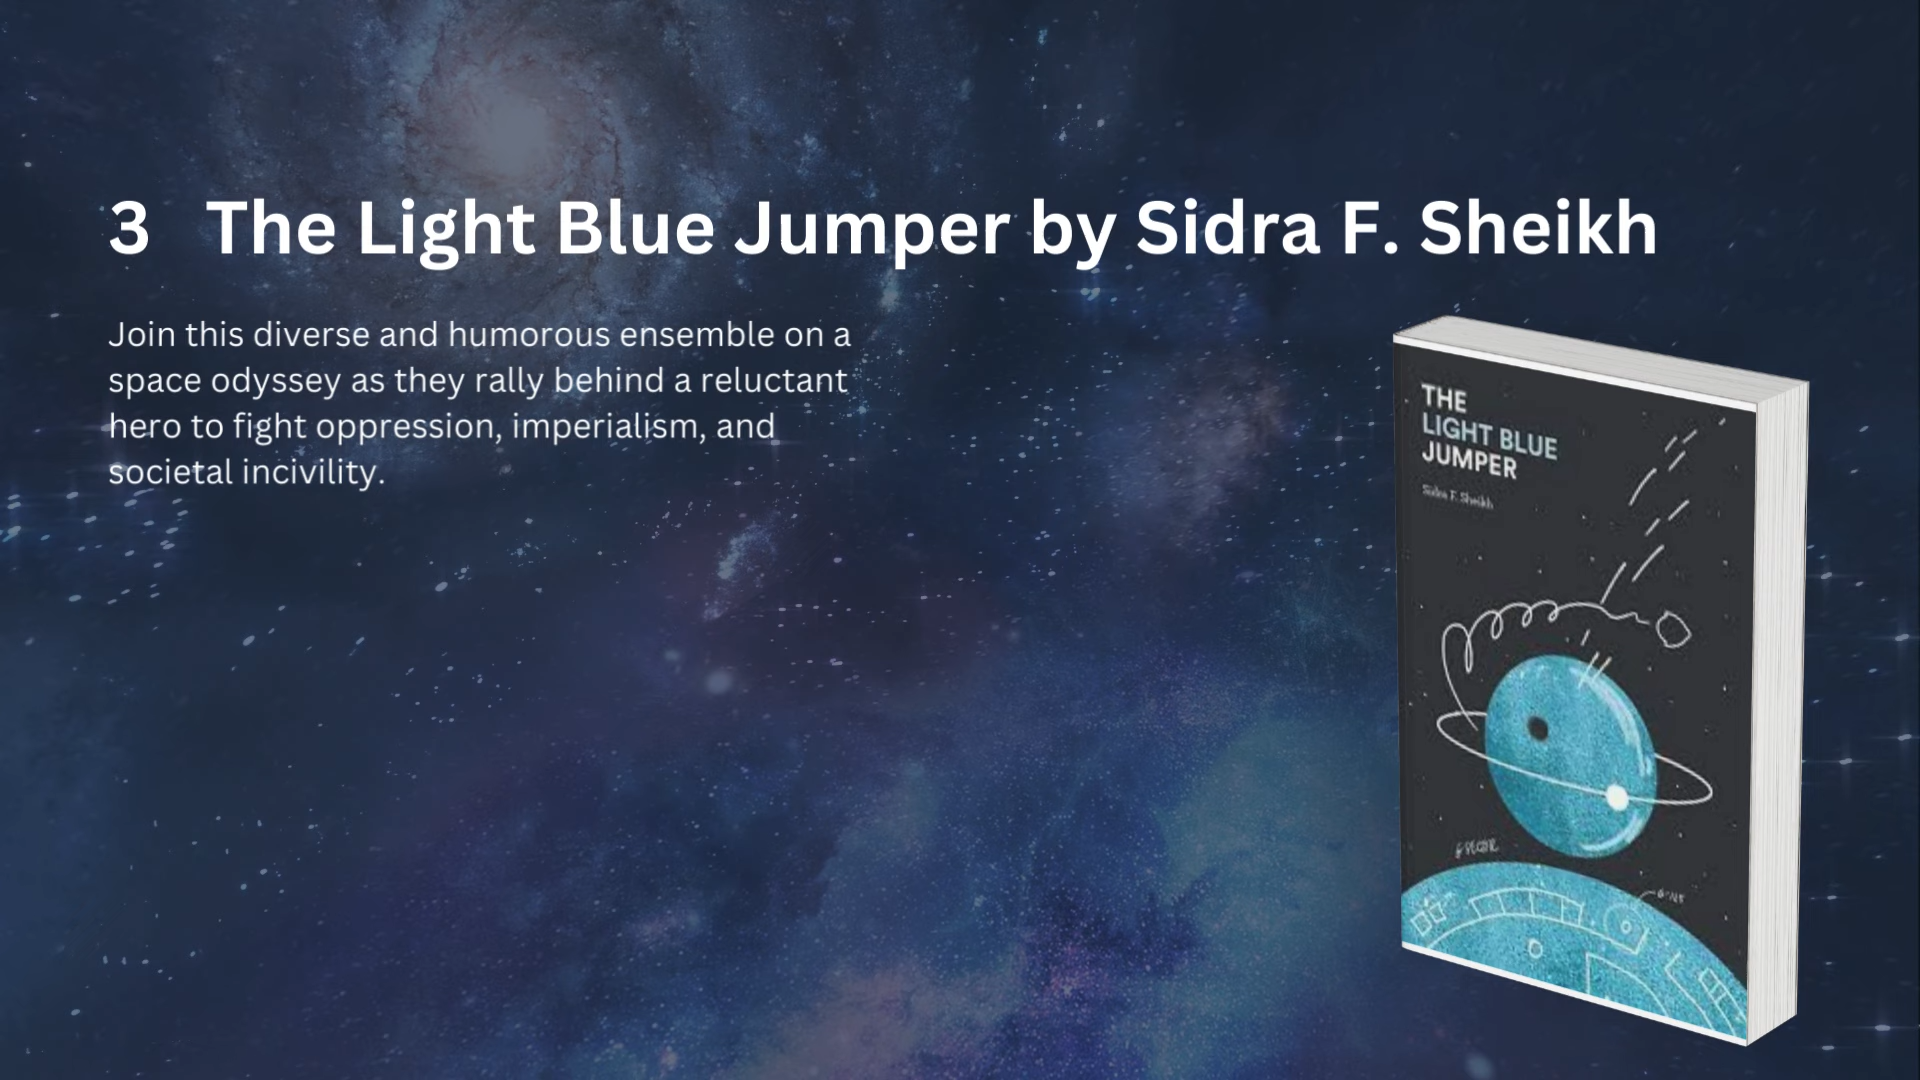 3 The Light Blue Jumper by Sidra F. Sheikh
Join this diverse and humorous ensemble on a
space odyssey as they rally behind a reluctant
hero to fight oppression, imperialism, and
societal incivility.
THE
LIGHT BLUE
JUMPER
Sidra F. Sheikh